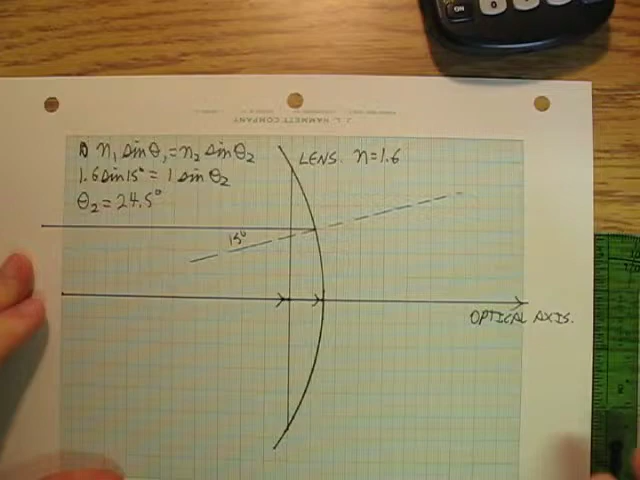 J. L. HAMMETT COMPANY
1) n₁ sin θ₁ = n₂ sin θ₂
1.6 sin 15° = 1 sin θ₂
θ₂ = 24.5°
LENS. n=1.6
15°
OPTICAL AXIS.